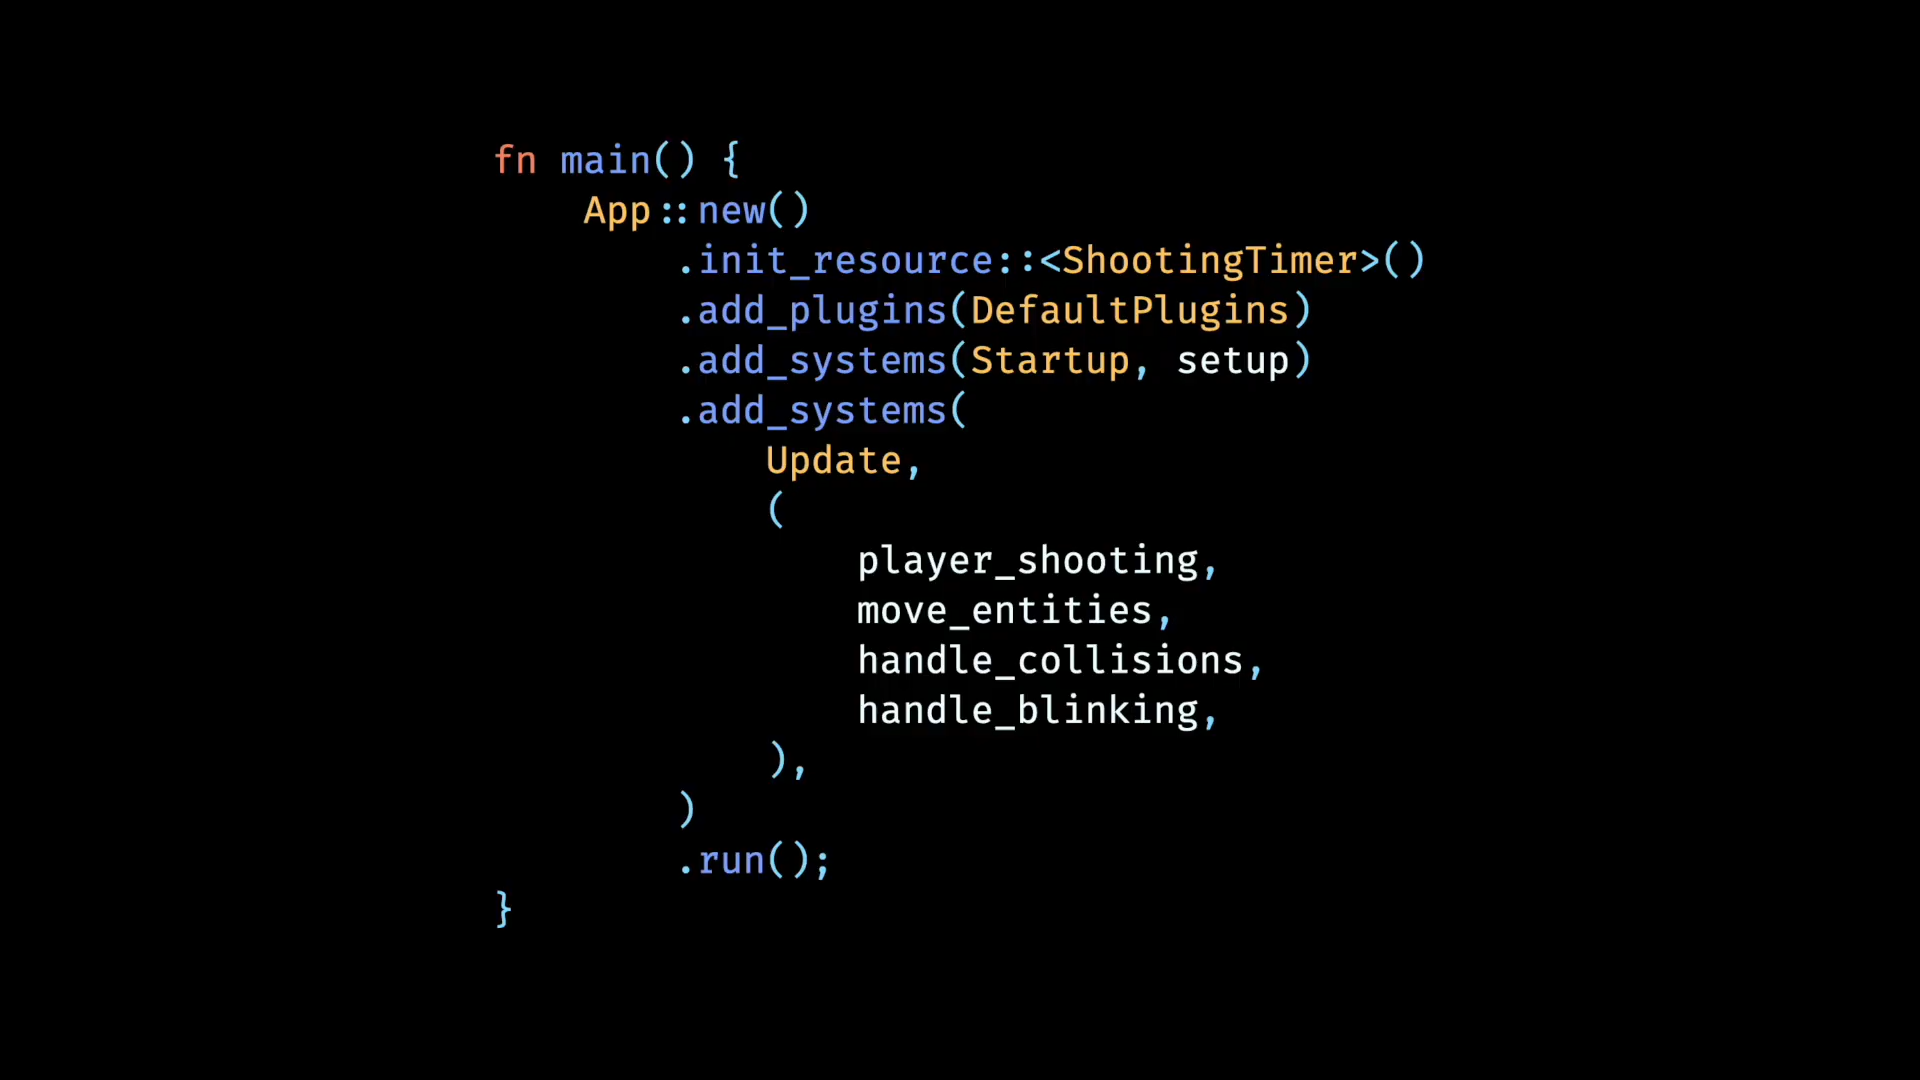 fn main() {
    App::new()
        .init_resource::<ShootingTimer>()
        .add_plugins(DefaultPlugins)
        .add_systems(Startup, setup)
        .add_systems(
            Update,
            (
                player_shooting,
                move_entities,
                handle_collisions,
                handle_blinking,
            ),
        )
        .run();
}